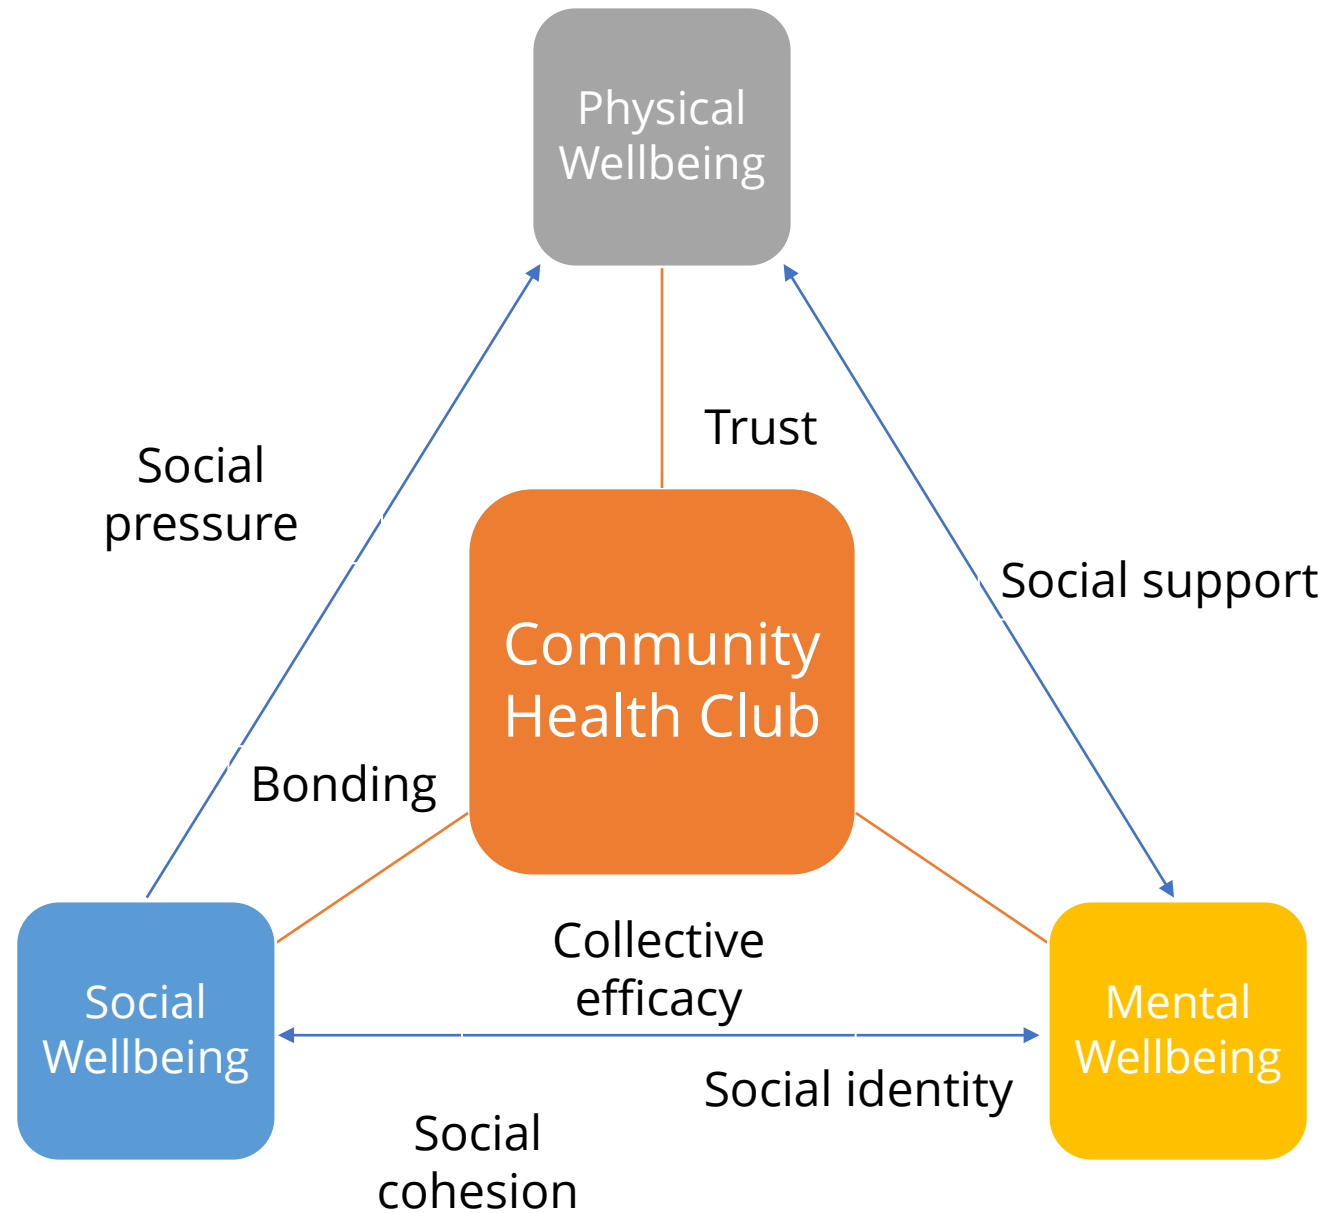 Physical
Wellbeing
Trust
Social
pressure
Social support
Community
Health Club
Bonding
Collective
efficacy
Social
Wellbeing
Mental
Wellbeing
Social identity
Social
cohesion